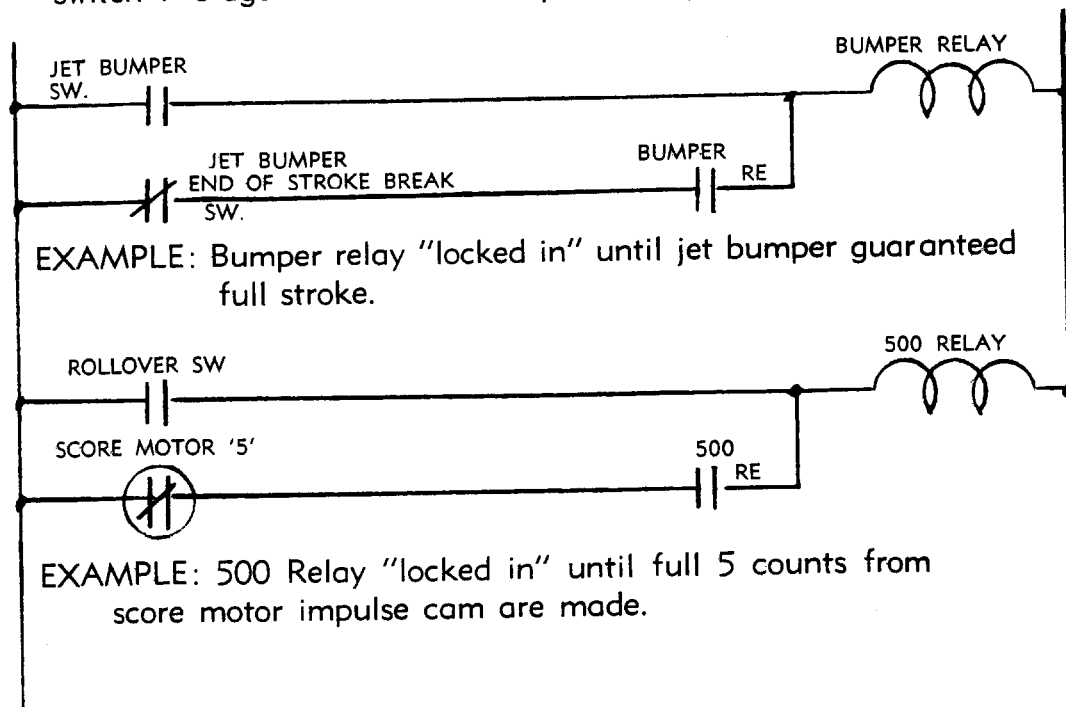 BUMPER RELAY
JET BUMPER
SW.
JET BUMPER
END OF STROKE BREAK
SW.
BUMPER
RE
EXAMPLE: Bumper relay "locked in" until jet bumper guaranteed
full stroke.
500 RELAY
ROLLOVER SW
SCORE MOTOR '5'
500
RE
EXAMPLE: 500 Relay "locked in" until full 5 counts from
score motor impulse cam are made.